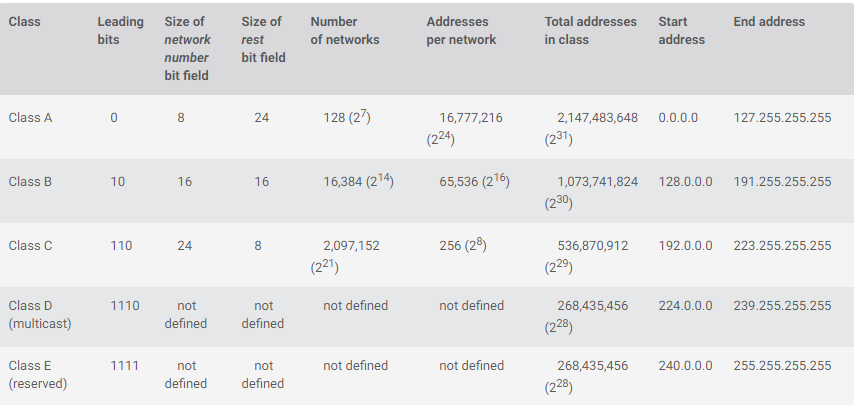 Class Leading bits Size of network number bit field Size of rest bit field Number of networks Addresses per network Total addresses in class Start address End address
Class A 0 8 24 128 (2^7) 16,777,216 (2^24) 2,147,483,648 (2^31) 0.0.0.0 127.255.255.255
Class B 10 16 16 16,384 (2^14) 65,536 (2^16) 1,073,741,824 (2^30) 128.0.0.0 191.255.255.255
Class C 110 24 8 2,097,152 (2^21) 256 (2^8) 536,870,912 (2^29) 192.0.0.0 223.255.255.255
Class D (multicast) 1110 not defined not defined not defined not defined 268,435,456 (2^28) 224.0.0.0 239.255.255.255
Class E (reserved) 1111 not defined not defined not defined not defined 268,435,456 (2^28) 240.0.0.0 255.255.255.255